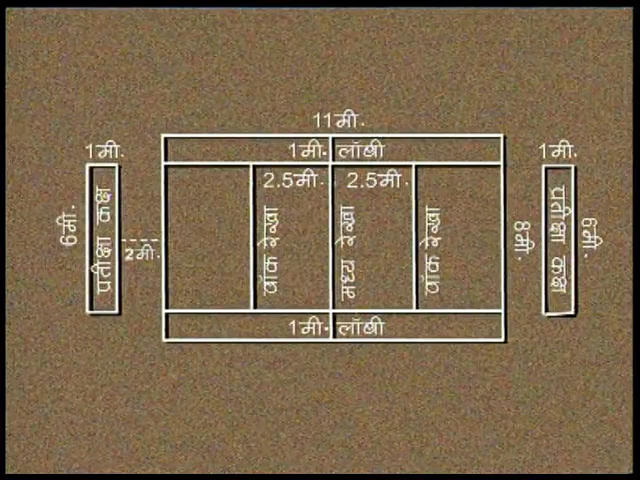 11मी.
1मी. 1मी. लॉबी 1मी.
2.5मी. 2.5मी.
6मी. प्रतीक्षा कक्ष 2मी. वॉक रेखा मध्य रेखा वॉक रेखा 8मी. प्रतीक्षा कक्ष 6मी.
1मी. लॉबी